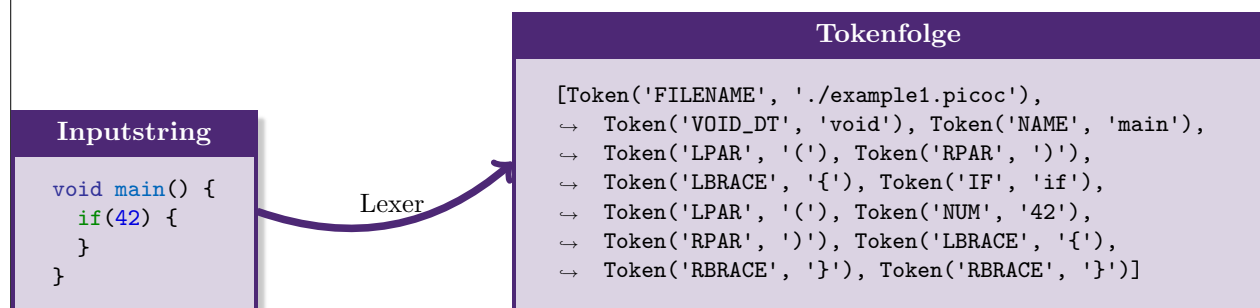 Inputstring
void main() {
  if(42) {
  }
}
Lexer
Tokenfolge
[Token('FILENAME', './example1.picoc'),
↪ Token('VOID_DT', 'void'), Token('NAME', 'main'),
↪ Token('LPAR', '('), Token('RPAR', ')'),
↪ Token('LBRACE', '{'), Token('IF', 'if'),
↪ Token('LPAR', '('), Token('NUM', '42'),
↪ Token('RPAR', ')'), Token('LBRACE', '{'),
↪ Token('RBRACE', '}'), Token('RBRACE', '}')]